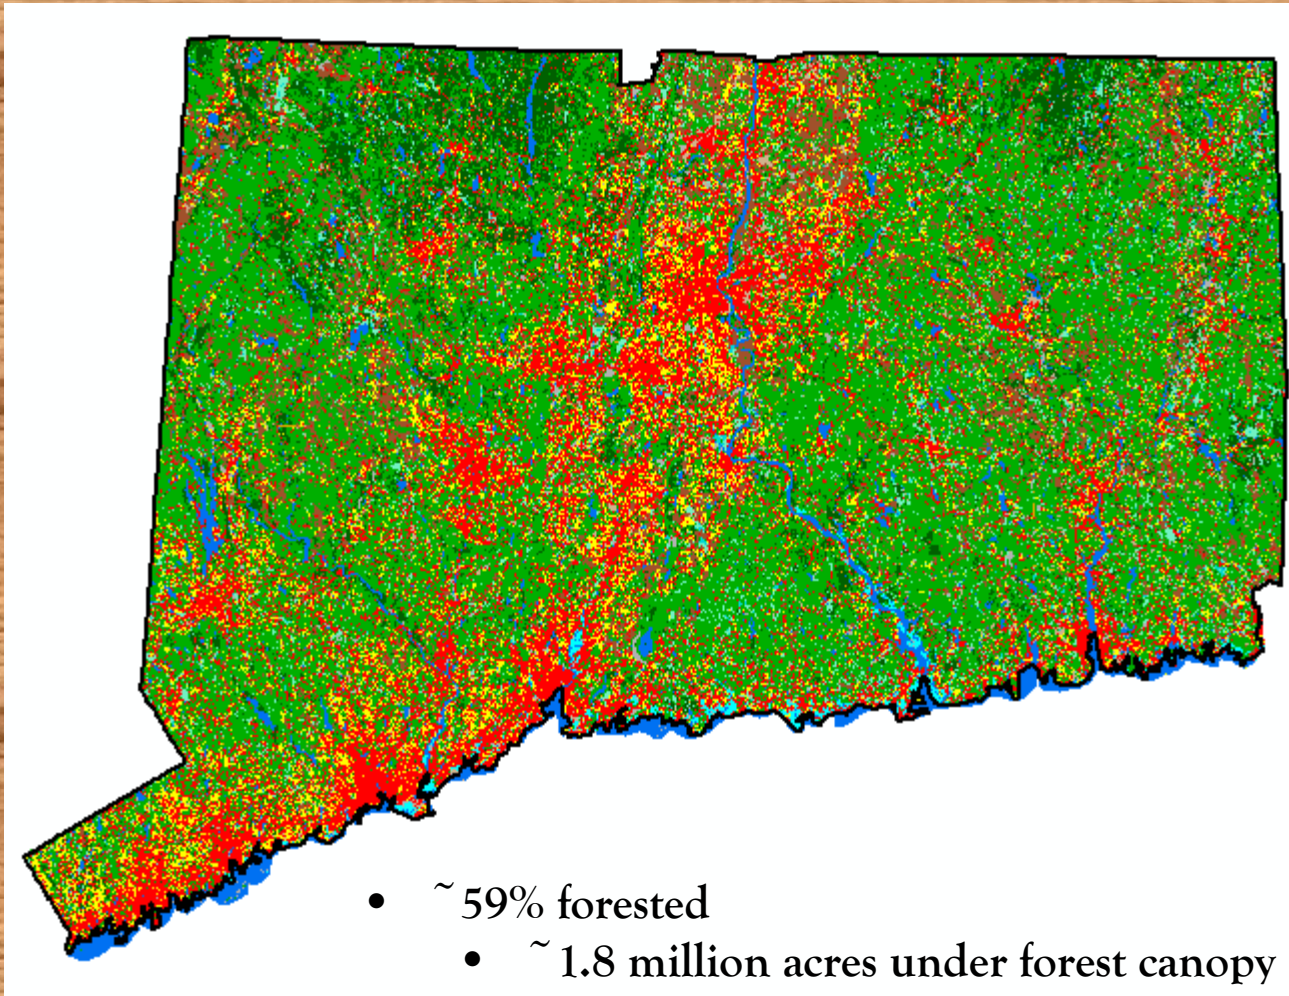 • ~ 59% forested
• ~ 1.8 million acres under forest canopy